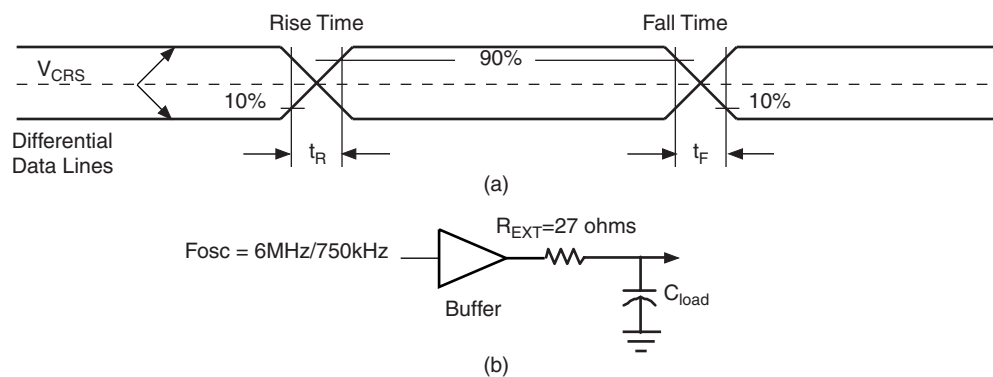 Rise Time
Fall Time
V_CRS
90%
10%
10%
Differential
Data Lines
t_R
t_F
(a)
R_EXT=27 ohms
Fosc = 6MHz/750kHz
Buffer
C_load
(b)